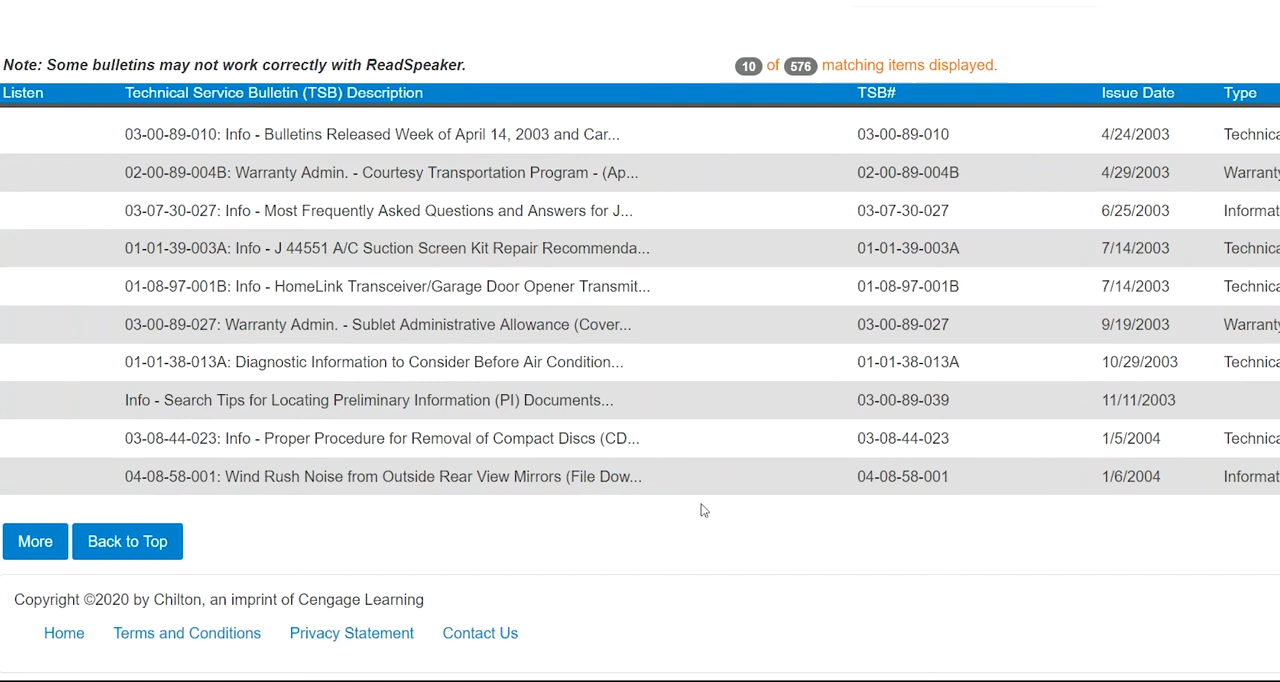 Note: Some bulletins may not work correctly with ReadSpeaker. 10 of 576 matching items displayed.
Listen Technical Service Bulletin (TSB) Description TSB# Issue Date Type
03-00-89-010: Info - Bulletins Released Week of April 14, 2003 and Car... 03-00-89-010 4/24/2003 Technica
02-00-89-004B: Warranty Admin. - Courtesy Transportation Program - (Ap... 02-00-89-004B 4/29/2003 Warranty
03-07-30-027: Info - Most Frequently Asked Questions and Answers for J... 03-07-30-027 6/25/2003 Informat
01-01-39-003A: Info - J 44551 A/C Suction Screen Kit Repair Recommenda... 01-01-39-003A 7/14/2003 Technica
01-08-97-001B: Info - HomeLink Transceiver/Garage Door Opener Transmit... 01-08-97-001B 7/14/2003 Technica
03-00-89-027: Warranty Admin. - Sublet Administrative Allowance (Cover... 03-00-89-027 9/19/2003 Warranty
01-01-38-013A: Diagnostic Information to Consider Before Air Condition... 01-01-38-013A 10/29/2003 Technica
Info - Search Tips for Locating Preliminary Information (PI) Documents... 03-00-89-039 11/11/2003
03-08-44-023: Info - Proper Procedure for Removal of Compact Discs (CD... 03-08-44-023 1/5/2004 Technica
04-08-58-001: Wind Rush Noise from Outside Rear View Mirrors (File Dow... 04-08-58-001 1/6/2004 Informat
More Back to Top
Copyright ©2020 by Chilton, an imprint of Cengage Learning
Home Terms and Conditions Privacy Statement Contact Us